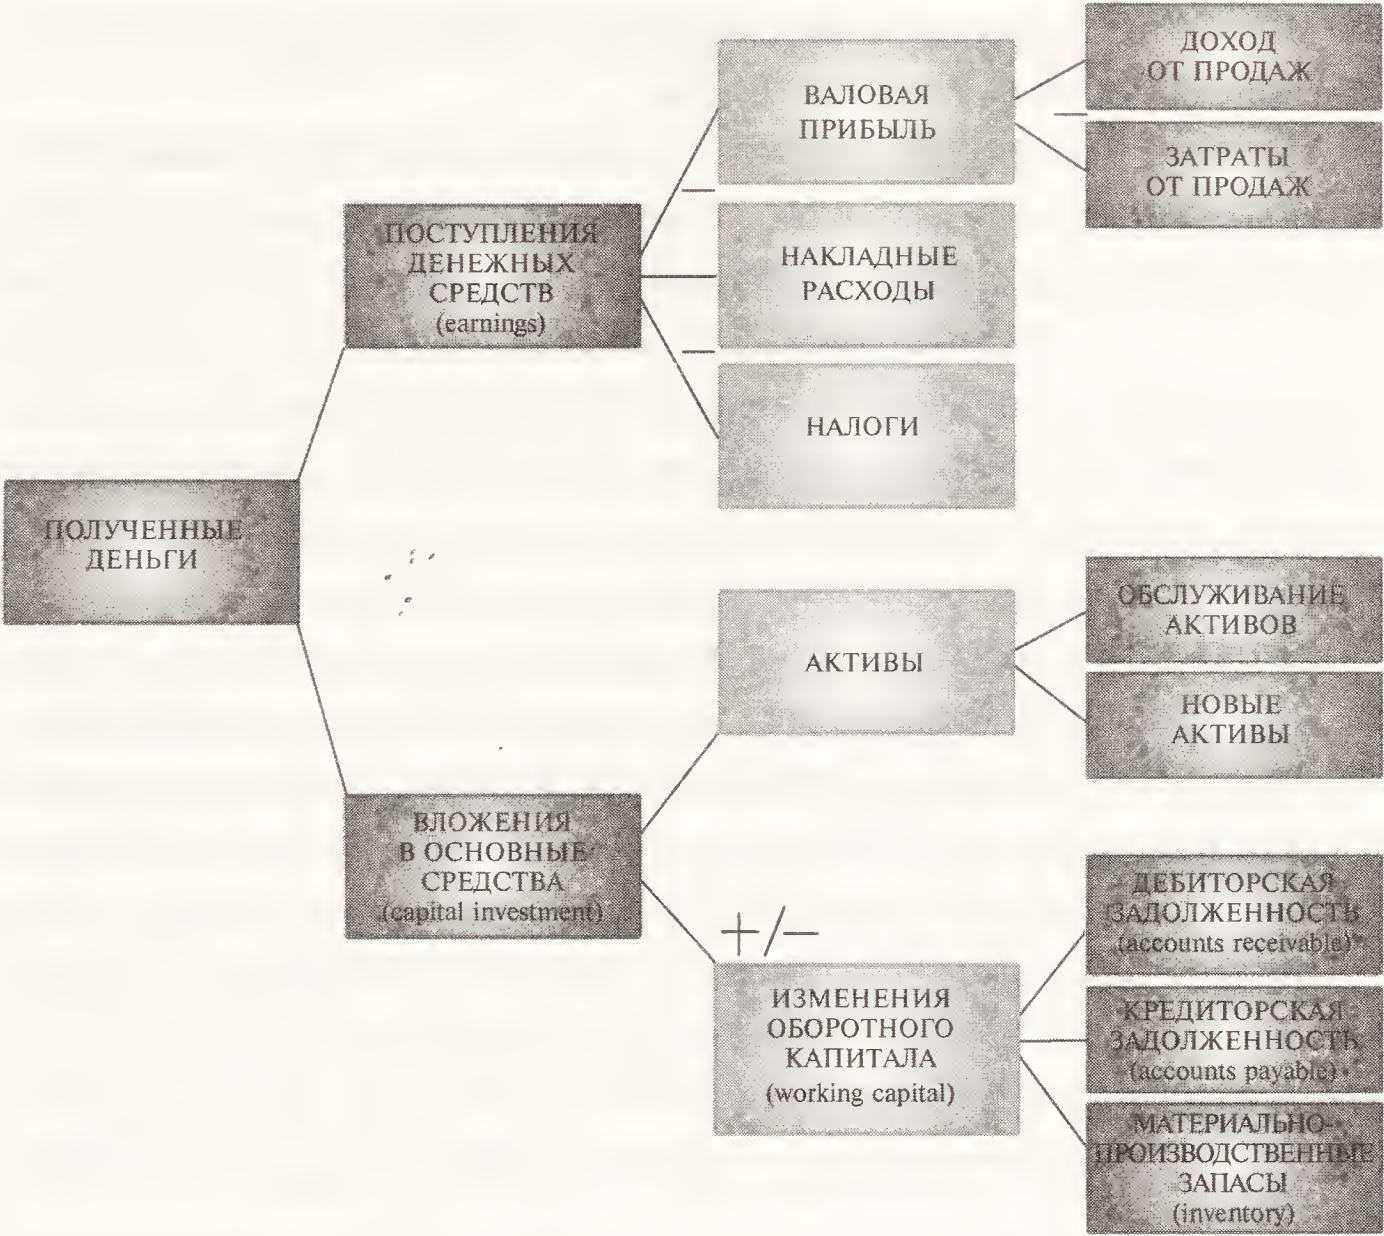 ДОХОД
ОТ ПРОДАЖ
ВАЛОВАЯ
ПРИБЫЛЬ
—
ЗАТРАТЫ
ОТ ПРОДАЖ
—
ПОСТУПЛЕНИЯ
ДЕНЕЖНЫХ
СРЕДСТВ
(earnings)
НАКЛАДНЫЕ
РАСХОДЫ
—
НАЛОГИ
ПОЛУЧЕННЫЕ
ДЕНЬГИ
АКТИВЫ
ОБСЛУЖИВАНИЕ
АКТИВОВ
НОВЫЕ
АКТИВЫ
ВЛОЖЕНИЯ
В ОСНОВНЫЕ
СРЕДСТВА
(capital investment)
+/—
ИЗМЕНЕНИЯ
ОБОРОТНОГО
КАПИТАЛА
(working capital)
ДЕБИТОРСКАЯ
ЗАДОЛЖЕННОСТЬ
(accounts receivable)
КРЕДИТОРСКАЯ
ЗАДОЛЖЕННОСТЬ
(accounts payable)
МАТЕРИАЛЬНО-
ПРОИЗВОДСТВЕННЫЕ
ЗАПАСЫ
(inventory)